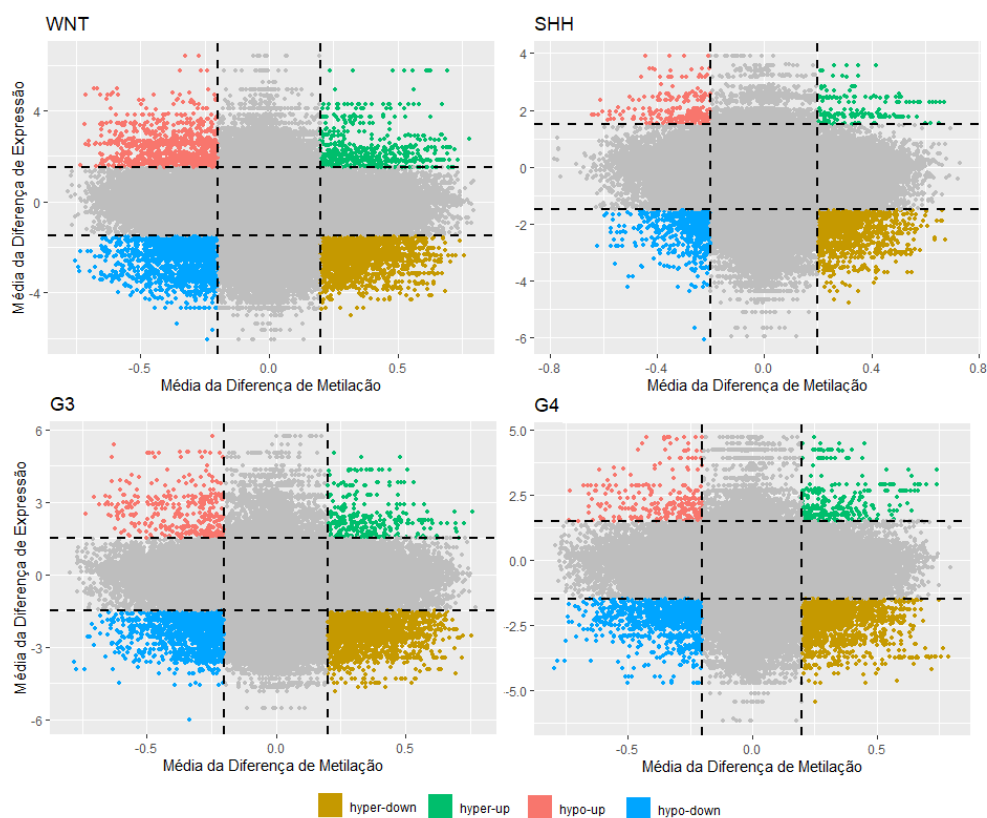 WNT
SHH
Média da Diferença de Expressão
4
0
-4
-0.5
0.0
0.5
Média da Diferença de Metilação
4
2
0
-2
-4
-6
-0.8
-0.4
0.0
0.4
0.8
Média da Diferença de Metilação
G3
G4
Média da Diferença de Expressão
6
3
0
-3
-6
-0.5
0.0
0.5
Média da Diferença de Metilação
5.0
2.5
0.0
-2.5
-5.0
-0.5
0.0
0.5
Média da Diferença de Metilação
hyper-down
hyper-up
hypo-up
hypo-down